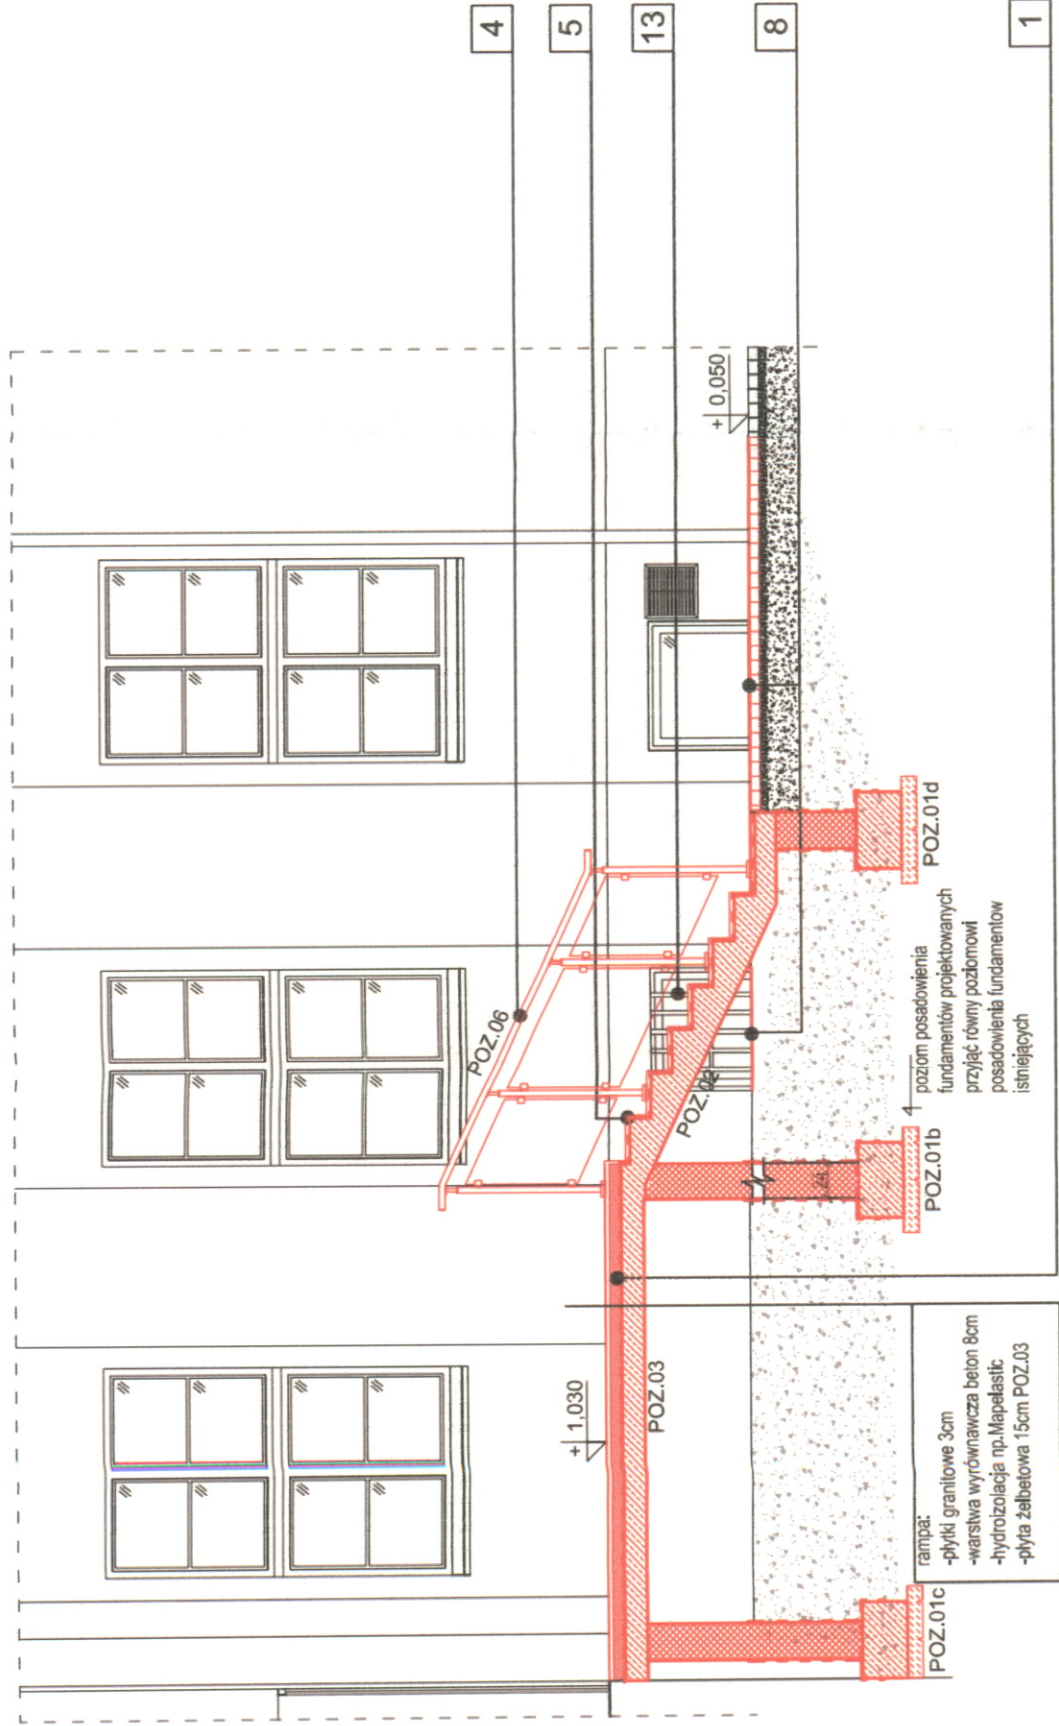 4
5
13
8
1
+ 0,050
+ 1,030
POZ.06
POZ.02
POZ.03
24
POZ.01c
POZ.01b
POZ.01d
poziom posadowienia
fundamentów projektowanych
przyjąć równy poziomowi
posadowienia fundamentow
istniejących
rampa:
-płytki granitowe 3cm
-warstwa wyrównawcza beton 8cm
-hydroizolacja np.Mapelastic
-płyta żelbetowa 15cm POZ.03